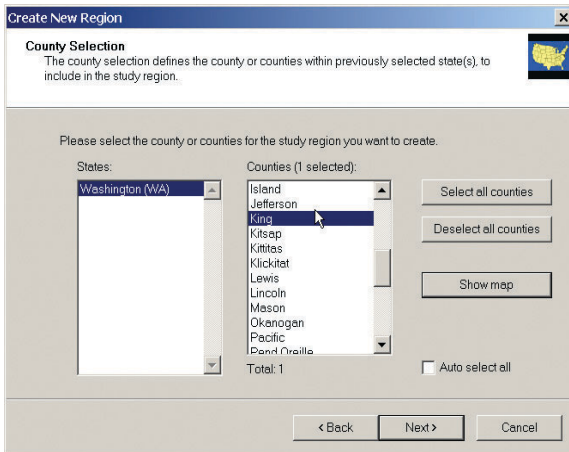 Create New Region
County Selection
The county selection defines the county or counties within previously selected state(s), to
include in the study region.
Please select the county or counties for the study region you want to create.
States:
Counties (1 selected):
Washington (WA)
Island
Jefferson
King
Kitsap
Kittitas
Klickitat
Lewis
Lincoln
Mason
Okanogan
Pacific
Pend Oreille
Total: 1
Select all counties
Deselect all counties
Show map
Auto select all
< Back
Next >
Cancel